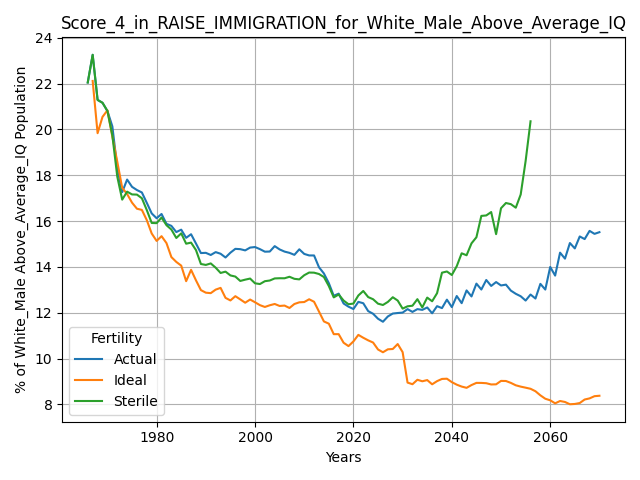 Score_4_in_RAISE_IMMIGRATION_for_White_Male_Above_Average_IQ
% of White_Male Above_Average_IQ Population
24
22
20
18
16
14
12
10
8
Fertility
Actual
Ideal
Sterile
1980
2000
2020
2040
2060
Years